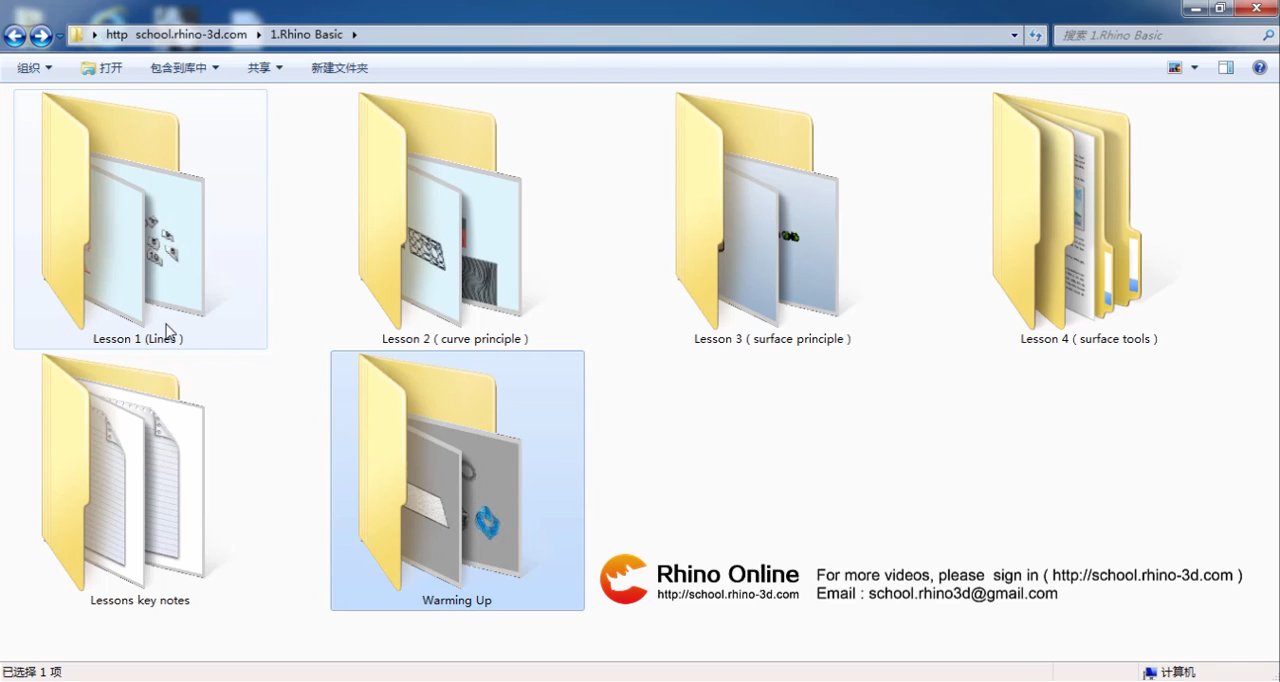 http school.rhino-3d.com 1.Rhino Basic
搜索 1.Rhino Basic
组织 打开 包含到库中 共享 新建文件夹
Lesson 1 (Lines )
Lesson 2 ( curve principle )
Lesson 3 ( surface principle )
Lesson 4 ( surface tools )
Lessons key notes
Warming Up
Rhino Online
http://school.rhino-3d.com
For more videos, please sign in ( http://school.rhino-3d.com )
Email : school.rhino3d@gmail.com
已选择 1 项
计算机